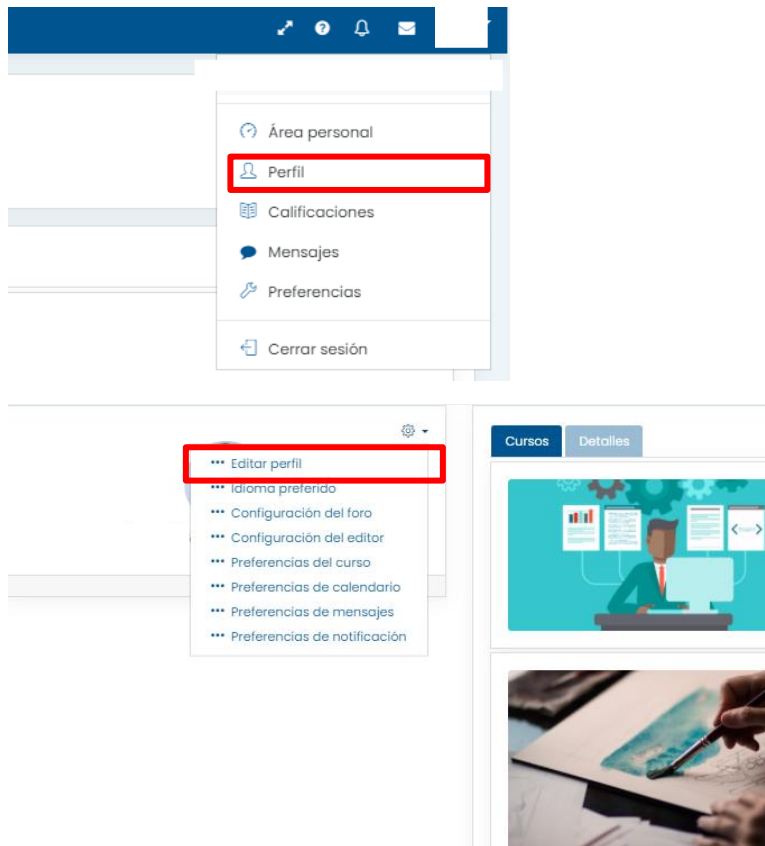 Área personal
Perfil
Calificaciones
Mensajes
Preferencias
Cerrar sesión
Editar perfil
Idioma preferido
Configuración del foro
Configuración del editor
Preferencias del curso
Preferencias de calendario
Preferencias de mensajes
Preferencias de notificación
Cursos Detalles